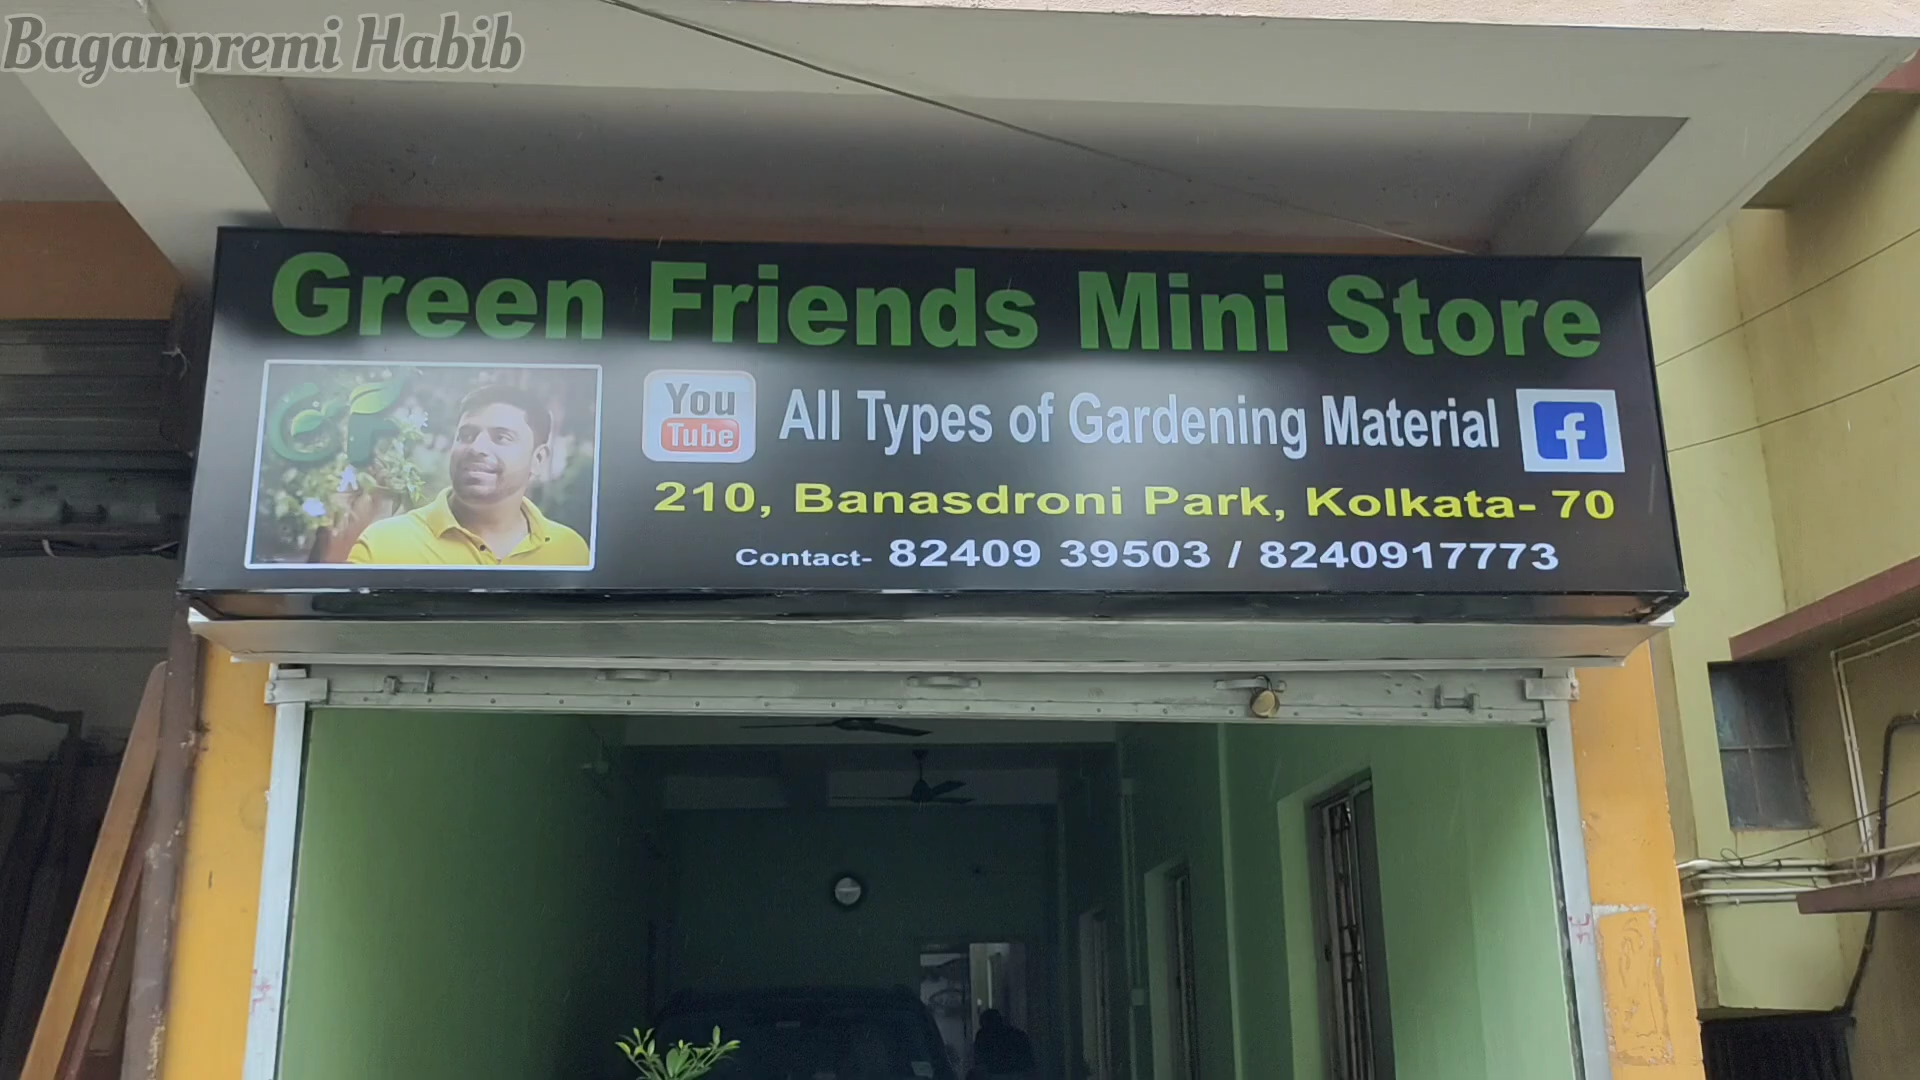 Baganpremi Habib
Green Friends Mini Store
GF
You
Tube
All Types of Gardening Material
f
210, Banasdroni Park, Kolkata- 70
Contact- 82409 39503 / 8240917773